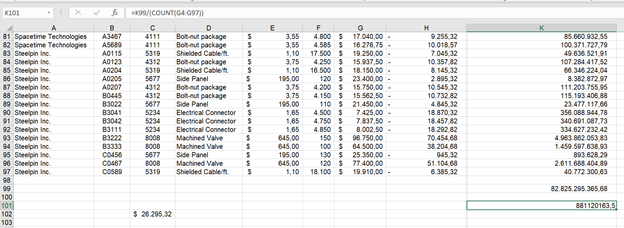 K101 =K99/(COUNT(G4:G97))
A B C D E F G H K
81 Spacetime Technologies A3467 4111 Bolt-nut package $ 3,55 4.800 $ 17.040,00 - 9.255,32 85.660.932,55
82 Spacetime Technologies A5689 4111 Bolt-nut package $ 3,55 4.585 $ 16.276,75 - 10.018,57 100.371.727,79
83 Steelpin Inc. A0115 5319 Shielded Cable/ft. $ 1,10 17.500 $ 19.250,00 - 7.045,32 49.636.521,91
84 Steelpin Inc. A0123 4312 Bolt-nut package $ 3,75 4.250 $ 15.937,50 - 10.357,82 107.284.417,52
85 Steelpin Inc. A0204 5319 Shielded Cable/ft. $ 1,10 16.500 $ 18.150,00 - 8.145,32 66.346.224,04
86 Steelpin Inc. A0205 5677 Side Panel $ 195,00 120 $ 23.400,00 - 2.895,32 8.382.872,97
87 Steelpin Inc. A0207 4312 Bolt-nut package $ 3,75 4.200 $ 15.750,00 - 10.545,32 111.203.755,95
88 Steelpin Inc. B0445 4312 Bolt-nut package $ 3,75 4.150 $ 15.562,50 - 10.732,82 115.193.406,88
89 Steelpin Inc. B3022 5677 Side Panel $ 195,00 110 $ 21.450,00 - 4.845,32 23.477.117,66
90 Steelpin Inc. B3041 5234 Electrical Connector $ 1,65 4.500 $ 7.425,00 - 18.870,32 356.088.944,78
91 Steelpin Inc. B3042 5234 Electrical Connector $ 1,65 4.750 $ 7.837,50 - 18.457,82 340.691.087,73
92 Steelpin Inc. B3111 5234 Electrical Connector $ 1,65 4.850 $ 8.002,50 - 18.292,82 334.627.232,42
93 Steelpin Inc. B3222 8008 Machined Valve $ 645,00 150 $ 96.750,00 70.454,68 4.963.862.053,83
94 Steelpin Inc. B3333 8008 Machined Valve $ 645,00 100 $ 64.500,00 38.204,68 1.459.597.638,93
95 Steelpin Inc. C0456 5677 Side Panel $ 195,00 130 $ 25.350,00 - 945,32 893.628,29
96 Steelpin Inc. C0467 8008 Machined Valve $ 645,00 120 $ 77.400,00 51.104,68 2.611.688.404,89
97 Steelpin Inc. C0589 5319 Shielded Cable/ft. $ 1,10 18.100 $ 19.910,00 - 6.385,32 40.772.300,63
98
99 82.825.295.365,68
100
101 881120163,5
102 $ 26.295,32
103